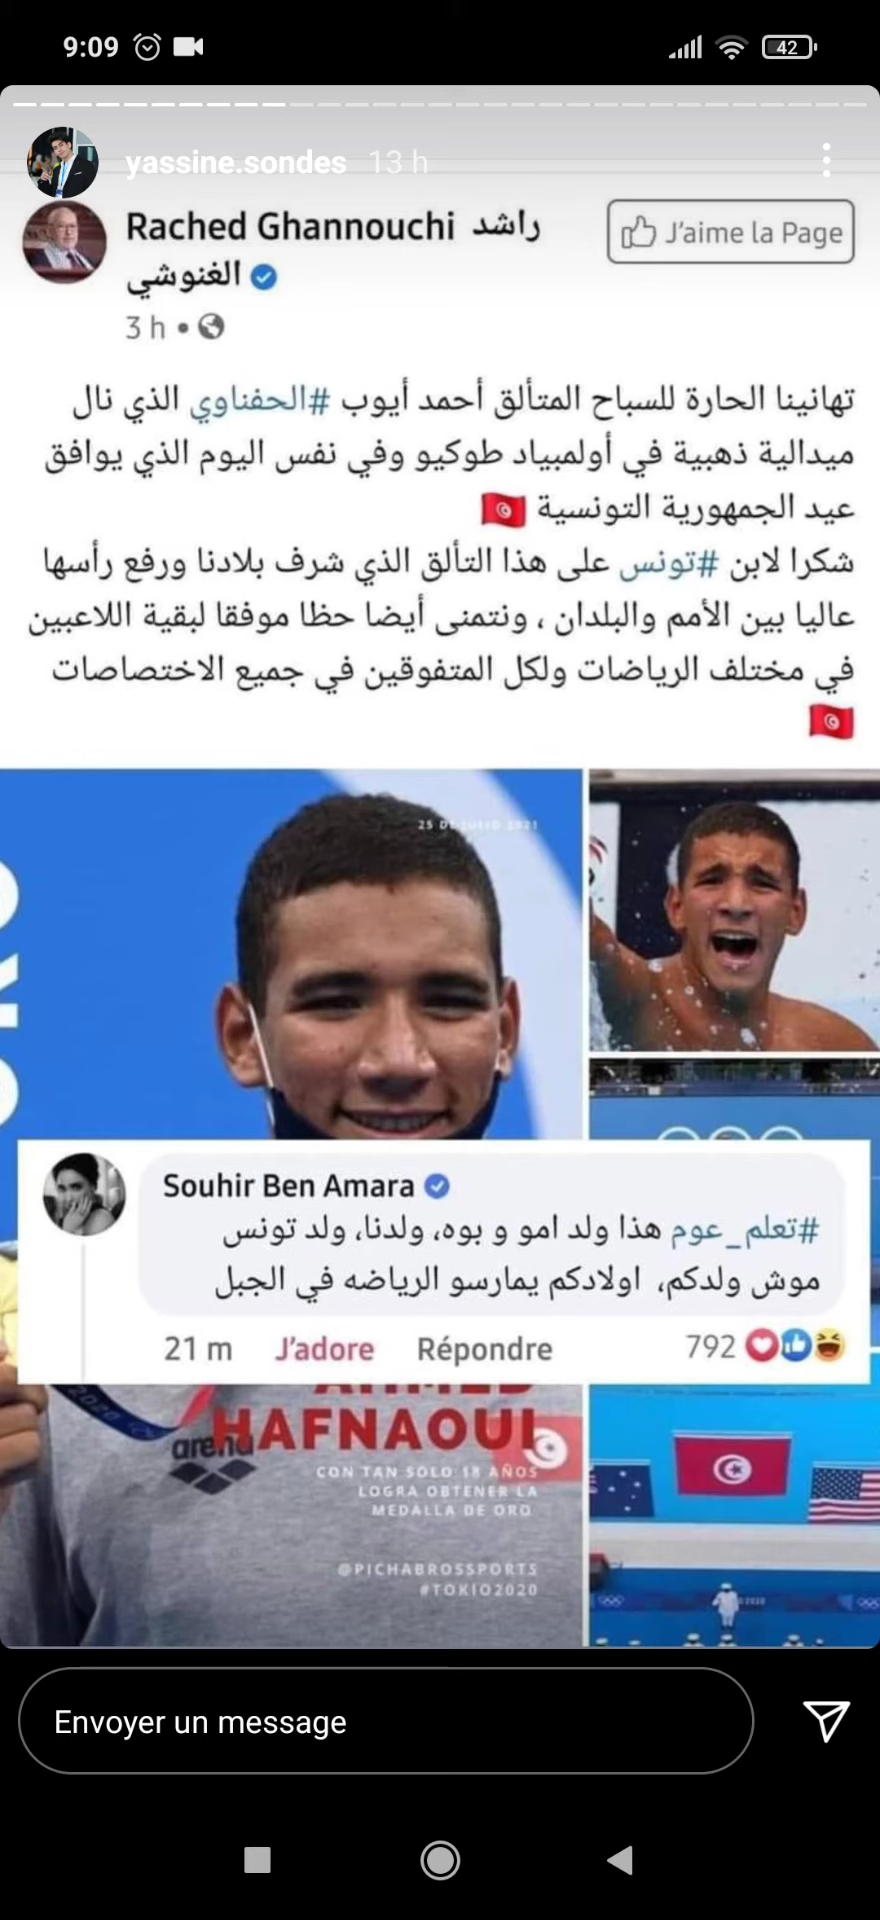 9:09
42
yassine.sondes 13 h
Rached Ghannouchi راشد
الغنوشي
J'aime la Page
3 h
تهانينا الحارة للسباح المتألق أحمد أيوب #الحفناوي الذي نال
ميدالية ذهبية في أولمبياد طوكيو وفي نفس اليوم الذي يوافق
عيد الجمهورية التونسية
شكرا لابن #تونس على هذا التألق الذي شرف بلادنا ورفع رأسها
عاليا بين الأمم والبلدان ، ونتمنى أيضا حظا موفقا لبقية اللاعبين
في مختلف الرياضات ولكل المتفوقين في جميع الاختصاصات
25 DE JULIO 2021
Souhir Ben Amara
#تعلم_عوم هذا ولد امو و بوه، ولدنا، ولد تونس
موش ولدكم، اولادكم يمارسو الرياضه في الجبل
21 m J'adore Répondre 792
AHMED
HAFNAOUI
arena
CON TAN SOLO 18 AÑOS
LOGRA OBTENER LA
MEDALLA DE ORO
@PICHABROSSPORTS
#TOKIO2020
Envoyer un message